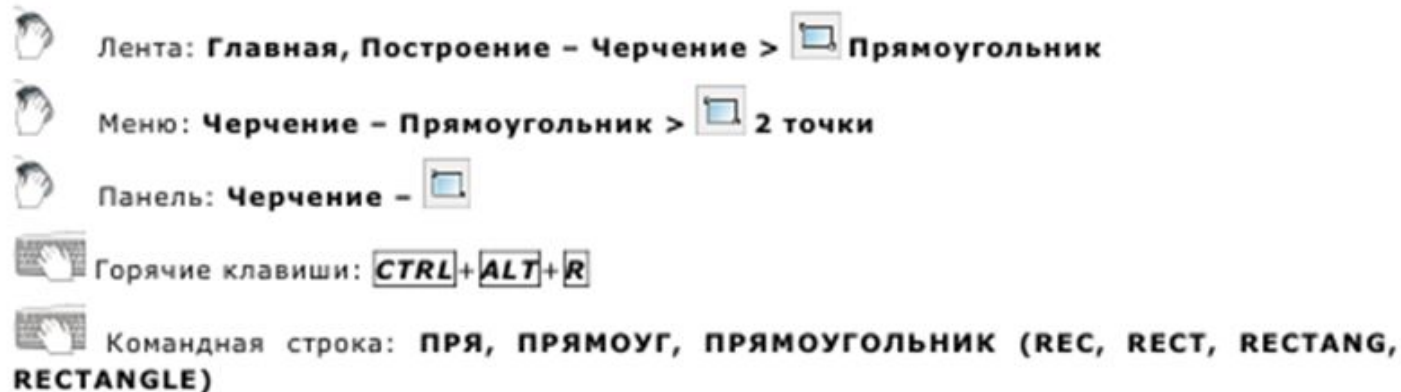 Лента: Главная, Построение – Черчение > Прямоугольник
Меню: Черчение – Прямоугольник > 2 точки
Панель: Черчение –
Горячие клавиши: CTRL+ALT+R
Командная строка: ПРЯ, ПРЯМОУГ, ПРЯМОУГОЛЬНИК (REC, RECT, RECTANG,
RECTANGLE)